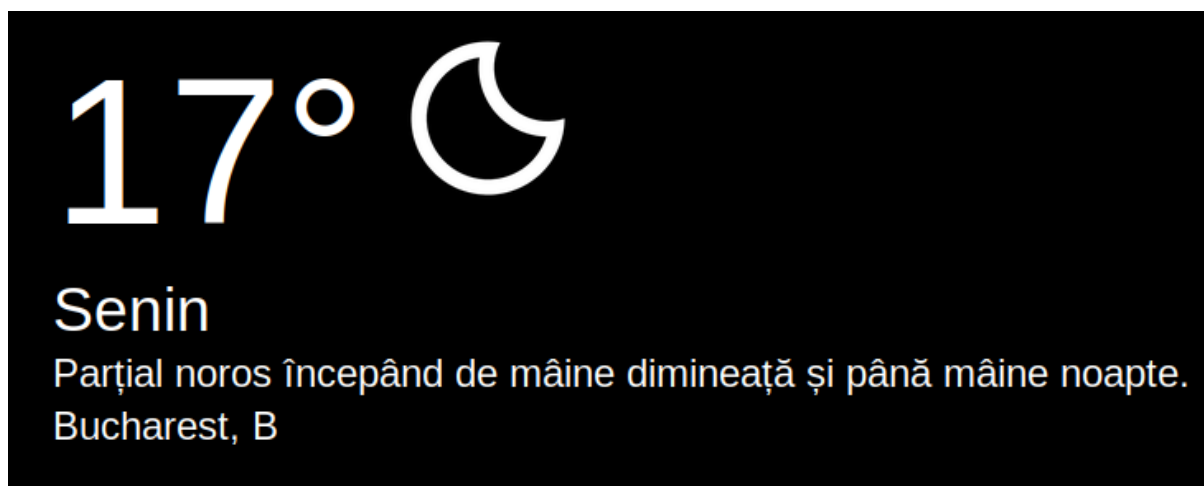 17°
Senin
Parțial noros începând de mâine dimineață și până mâine noapte.
Bucharest, B